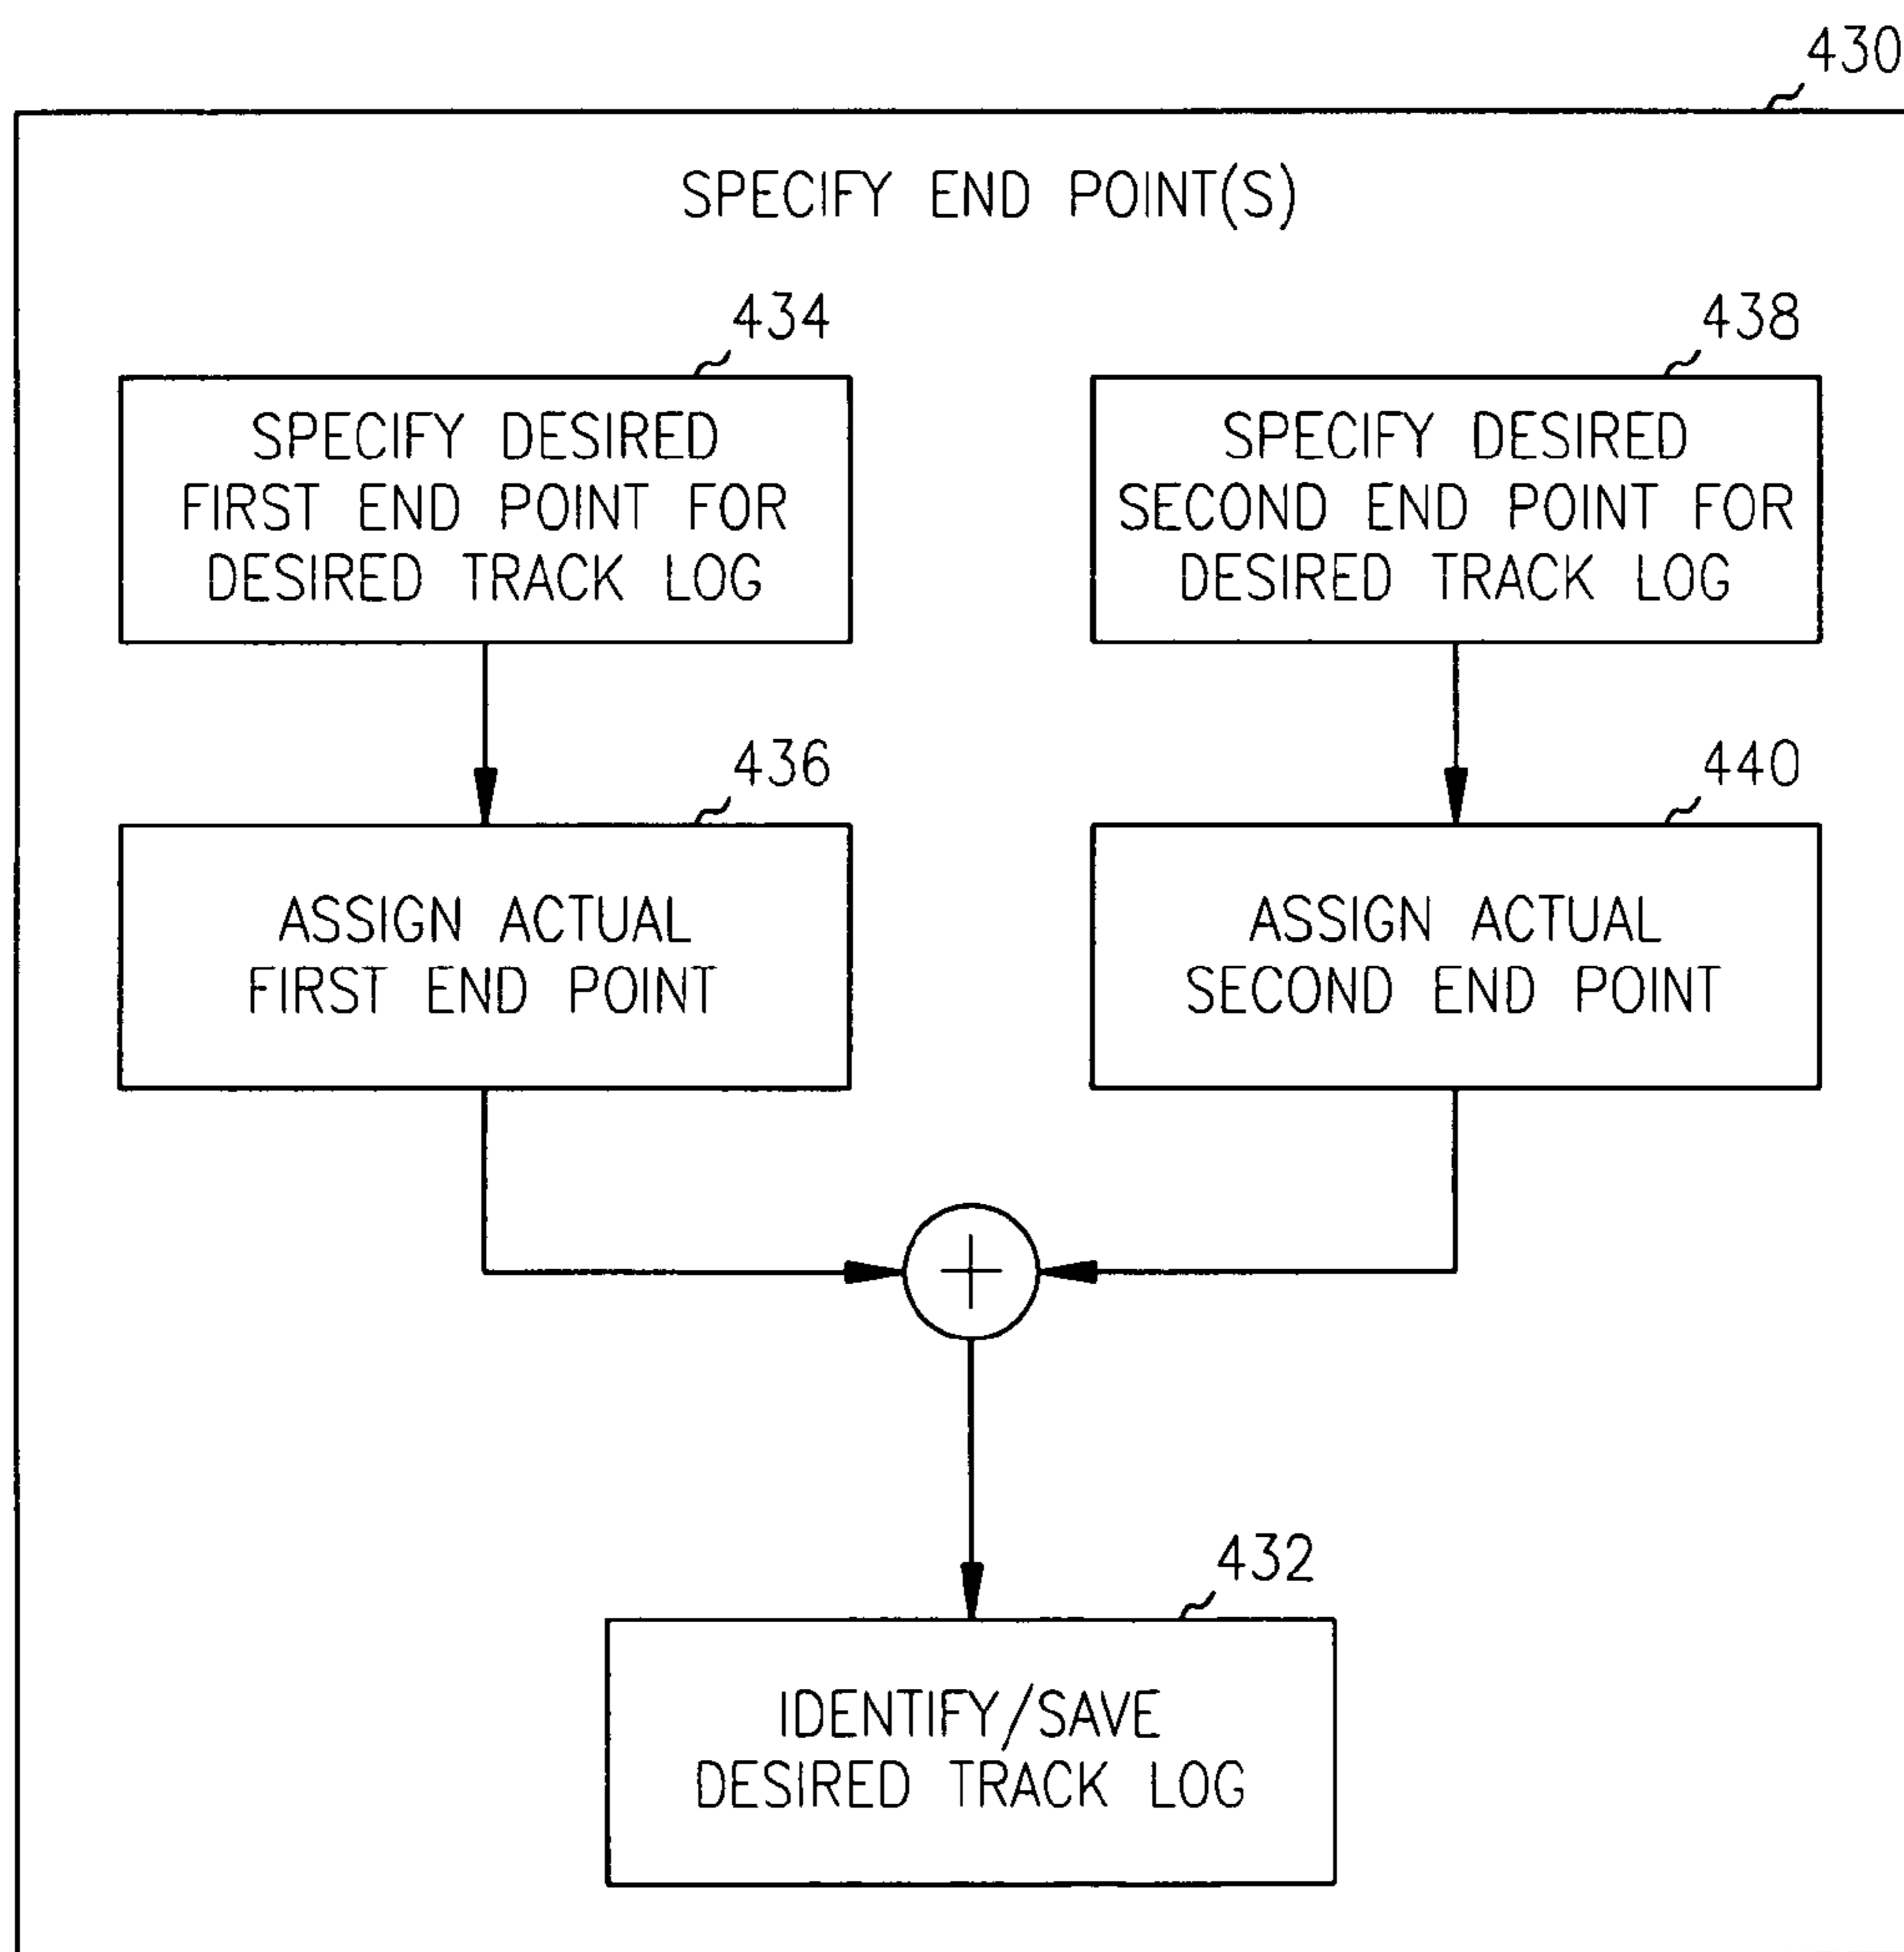 430
SPECIFY END POINT(S)
434
SPECIFY DESIRED
FIRST END POINT FOR
DESIRED TRACK LOG
438
SPECIFY DESIRED
SECOND END POINT FOR
DESIRED TRACK LOG
436
ASSIGN ACTUAL
FIRST END POINT
440
ASSIGN ACTUAL
SECOND END POINT
+
432
IDENTIFY/SAVE
DESIRED TRACK LOG